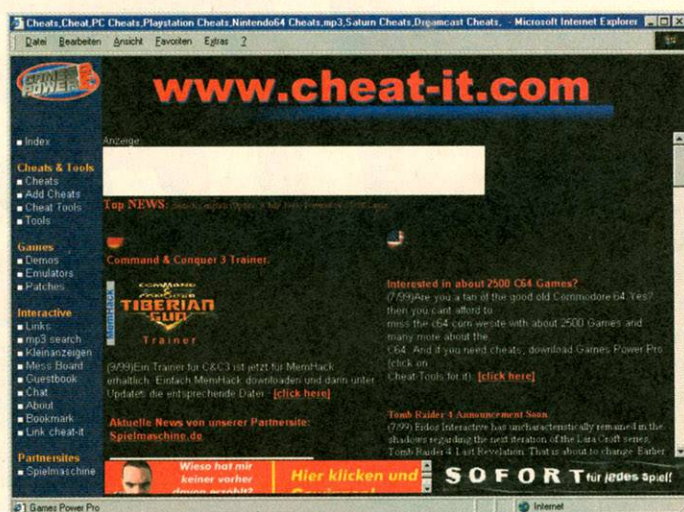 Cheats,Cheat,PC Cheats,Playstation Cheats,Nintendo64 Cheats,mp3,Saturn Cheats,Dreamcast Cheats, - Microsoft Internet Explorer
Datei Bearbeiten Ansicht Favoriten Extras ?
GAMES POWER PRO
www.cheat-it.com
Index
Cheats & Tools
Cheats
Add Cheats
Cheat Tools
Tools
Games
Demos
Emulators
Patches
Interactive
Links
mp3 search
Kleinanzeigen
Mess Board
Guestbook
Chat
About
Bookmark
Link cheat-it
Partnersites
Spielmaschine
Anzeige
Top NEWS:
Command & Conquer 3 Trainer.
MemHack
COMMAND
CONQUER
TIBERIAN
SUN
Trainer
(9/99)Ein Trainer für C&C3 ist jetzt für MemHack
erhältlich. Einfach MemHack downloaden und dann unter
Updates die entsprechende Datei [click here]
Aktuelle News von unserer Partnersite:
Spielmaschine.de
Interested in about 2500 C64 Games?
(7/99)Are you a fan of the good old Commodore 64. Yes?
then you cant afford to
miss the c64.com wesite with about 2500 Games and
many more about the
C64. And if you need cheats, download Games Power Pro
(click on
Cheat-Tools for it). [click here]
Tomb Raider 4 Announcement Soon
(7/99) Eidos Interactive has uncharacteristically remained in the
shadows regarding the next iteration of the Lara Croft series,
Tomb Raider 4: Last Revelation. That is about to change. Earlier
Wieso hat mir
keiner vorher
davon erzählt?
Hier klicken und
SOFORT für jedes Spiel!
Games Power Pro
Internet